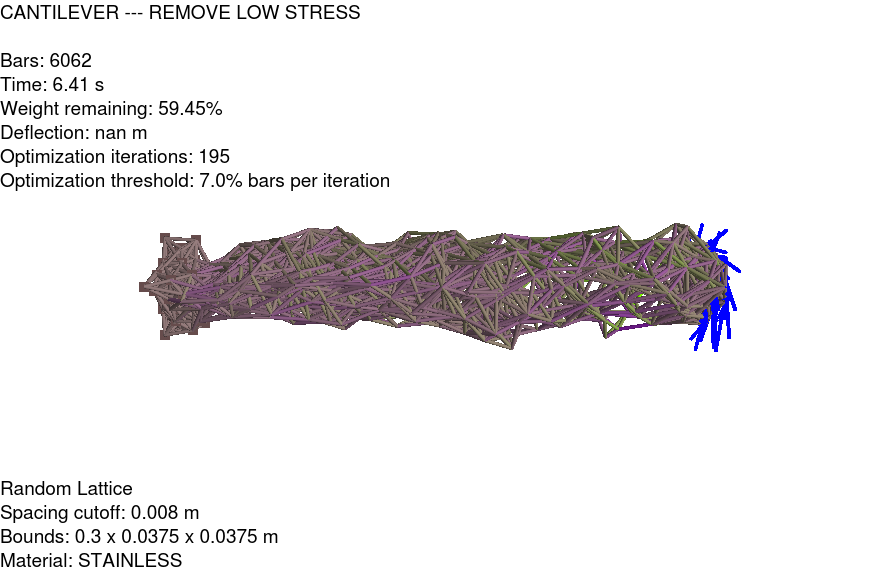 CANTILEVER --- REMOVE LOW STRESS
Bars: 6062
Time: 6.41 s
Weight remaining: 59.45%
Deflection: nan m
Optimization iterations: 195
Optimization threshold: 7.0% bars per iteration
Random Lattice
Spacing cutoff: 0.008 m
Bounds: 0.3 x 0.0375 x 0.0375 m
Material: STAINLESS